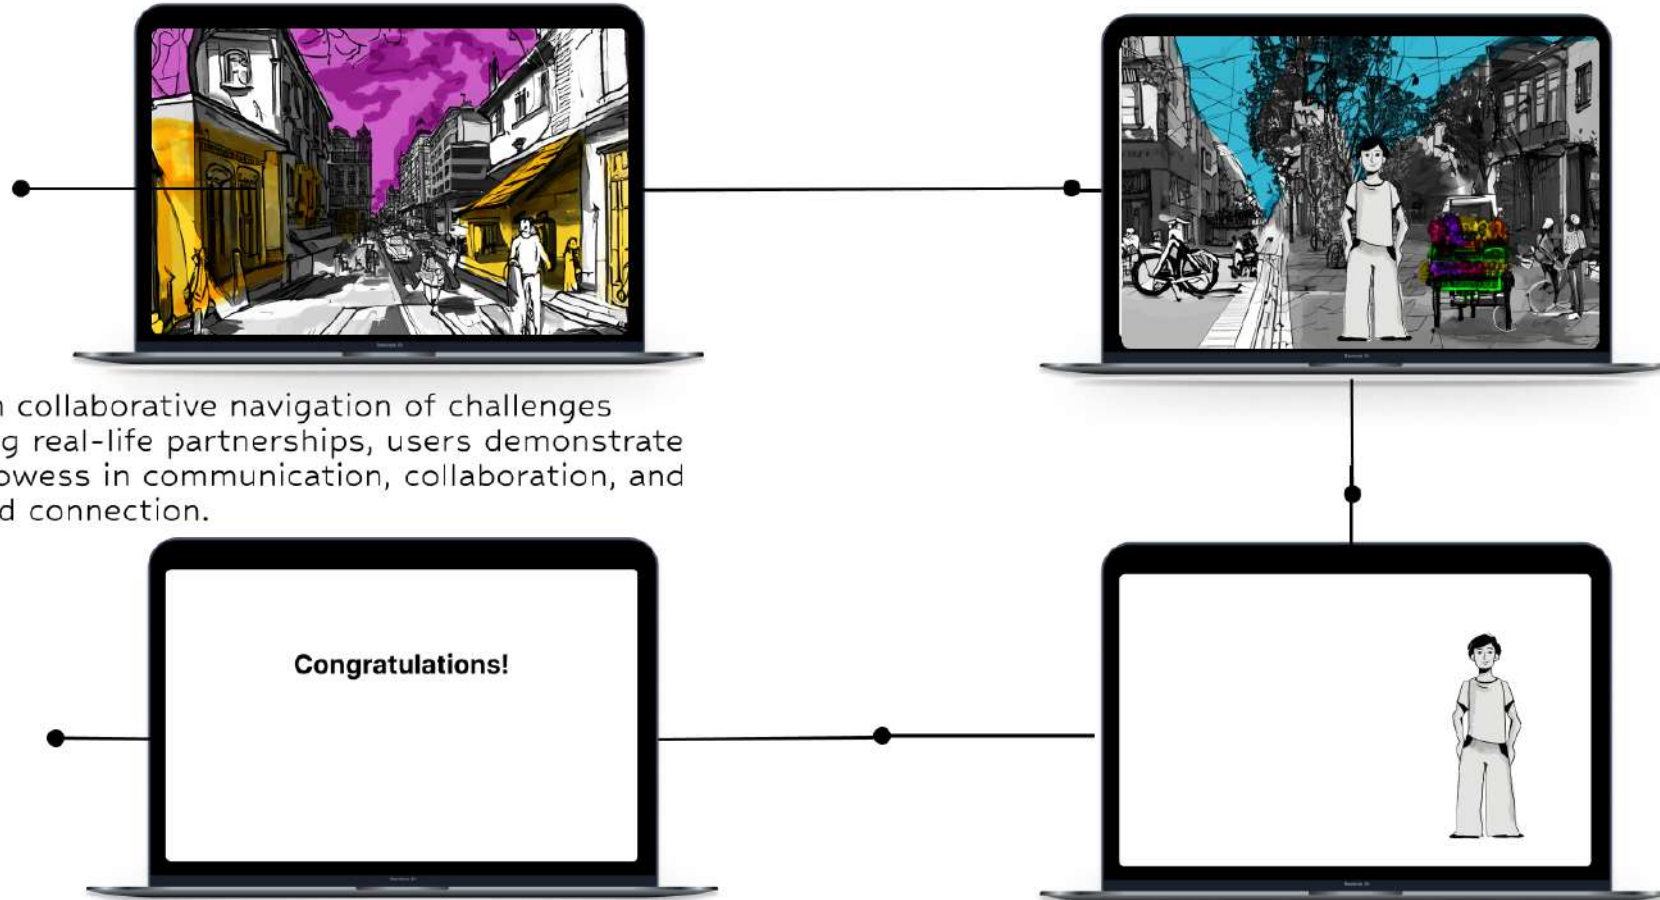 collaborative navigation of challenges
real-life partnerships, users demonstrate
in communication, collaboration, and
connection.
Congratulations!